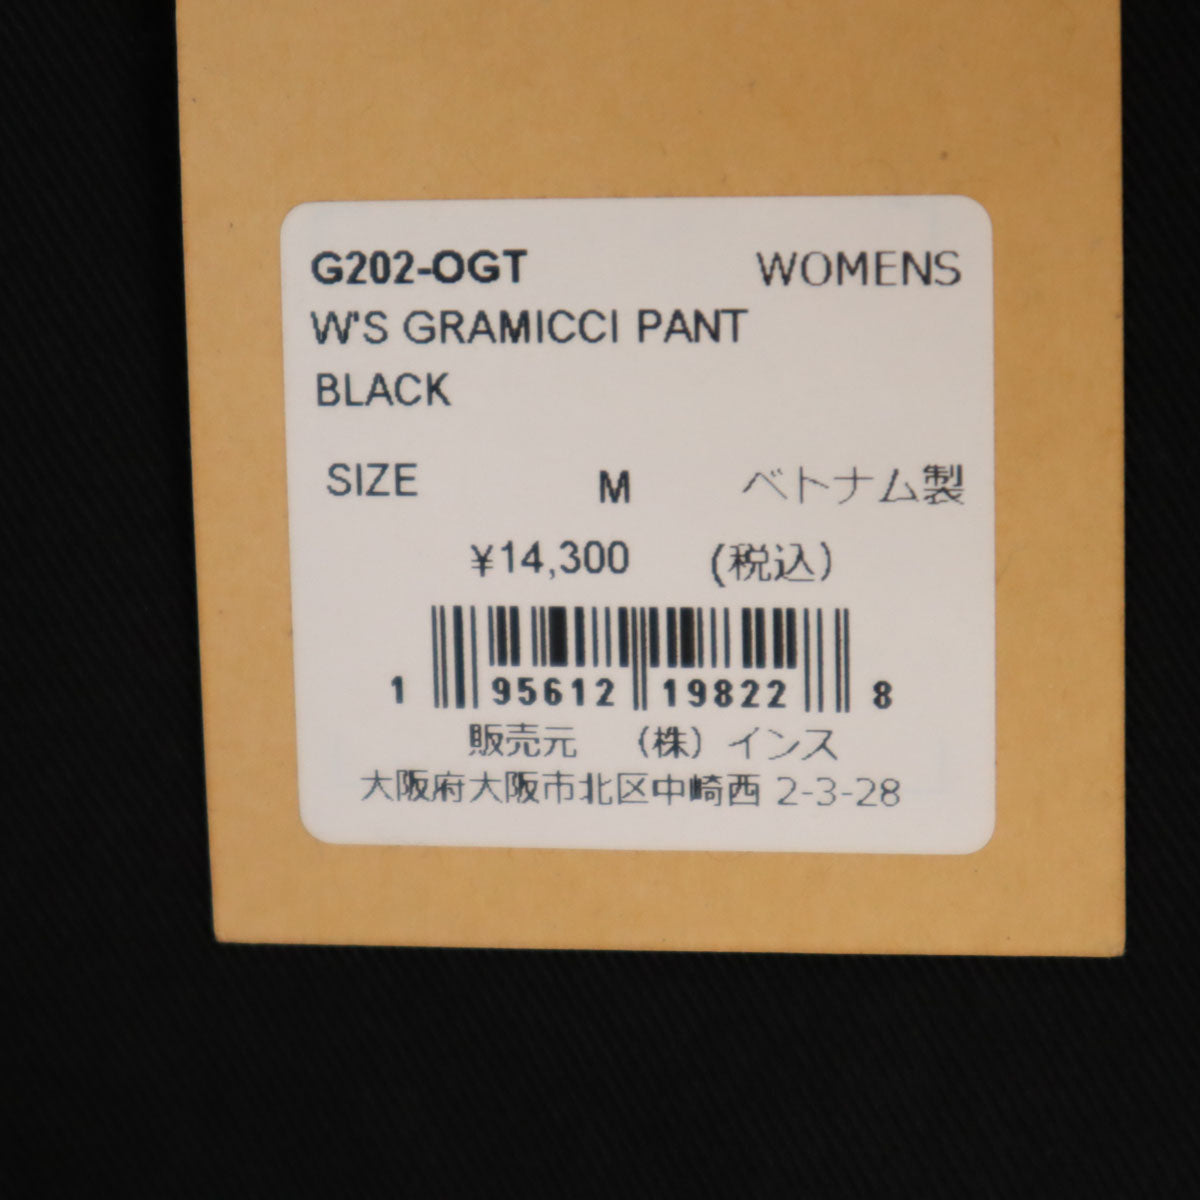 G202-OGT WOMENS
W'S GRAMICCI PANT
BLACK
SIZE M ベトナム製
¥14,300 (税込)
1 95612 19822 8
販売元 (株) インス
大阪府大阪市北区中崎西 2-3-28